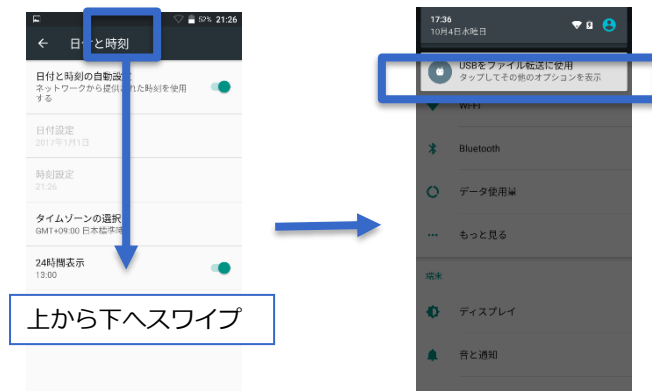 52% 21:26
日付と時刻
日付と時刻の自動設定
ネットワークから提供された時刻を使用
する
日付設定
2017年1月1日
時刻設定
21:26
タイムゾーンの選択
GMT+09:00 日本標準時
24時間表示
13:00
上から下へスワイプ
17:36
10月4日水曜日
USBをファイル転送に使用
タップしてその他のオプションを表示
Wi-Fi
Bluetooth
データ使用量
もっと見る
端末
ディスプレイ
音と通知